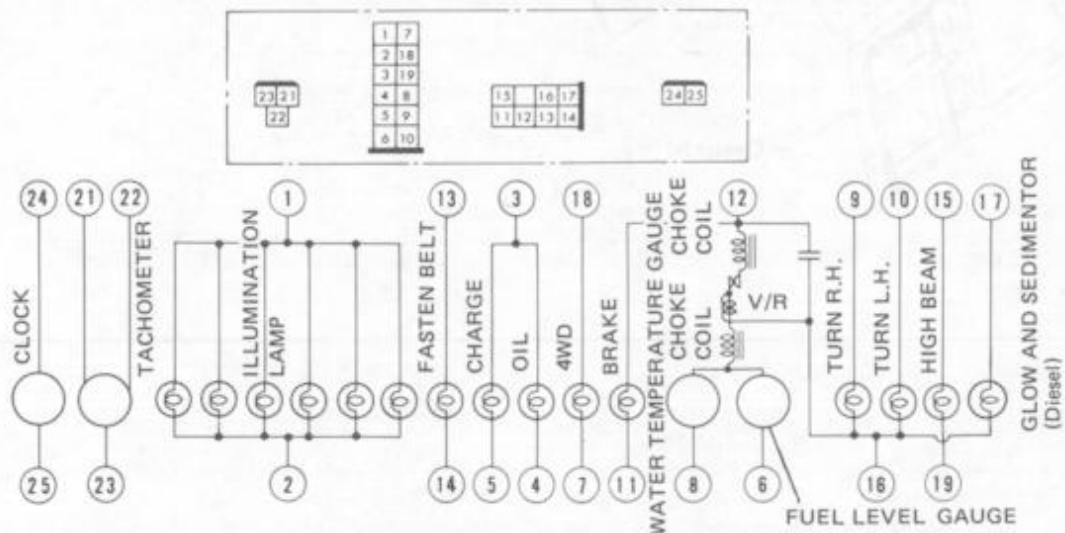 1 7
2 18
3 19
4 8
5 9
6 10
23 21
22
15 16 17
11 12 13 14
24 25
24 21 22 1 13 3 18 12 9 10 15 17
CLOCK
TACHOMETER
ILLUMINATION
LAMP
FASTEN BELT
CHARGE
OIL
4WD
BRAKE
WATER TEMPERATURE GAUGE
CHOKE
COIL
CHOKE
COIL
V/R
TURN R.H.
TURN L.H.
HIGH BEAM
GLOW AND SEDIMENTOR
(Diesel)
25 23 2 14 5 4 7 11 8 6 16 19
FUEL LEVEL GAUGE